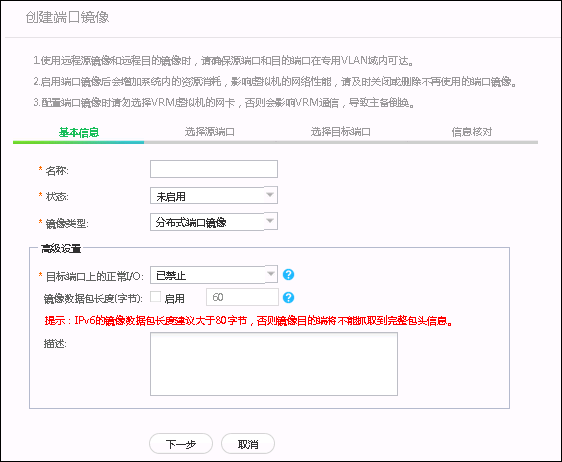 创建端口镜像
1.使用远程源镜像和远程目的镜像时，请确保源端口和目的端口在专用VLAN域内可达。
2.启用端口镜像后会增加系统内的资源消耗，影响虚拟机的网络性能，请及时关闭或删除不再使用的端口镜像。
3.配置端口镜像时请勿选择VRM虚拟机的网卡，否则会影响VRM通信，导致主备倒换。
基本信息 选择源端口 选择目标端口 信息核对
* 名称:
* 状态: 未启用
* 镜像类型: 分布式端口镜像
高级设置
* 目标端口上的正常I/O: 已禁止 ?
镜像数据包长度(字节): 启用 60 ?
提示：IPv6的镜像数据包长度建议大于80字节，否则镜像目的端将不能抓取到完整包头信息。
描述:
下一步 取消